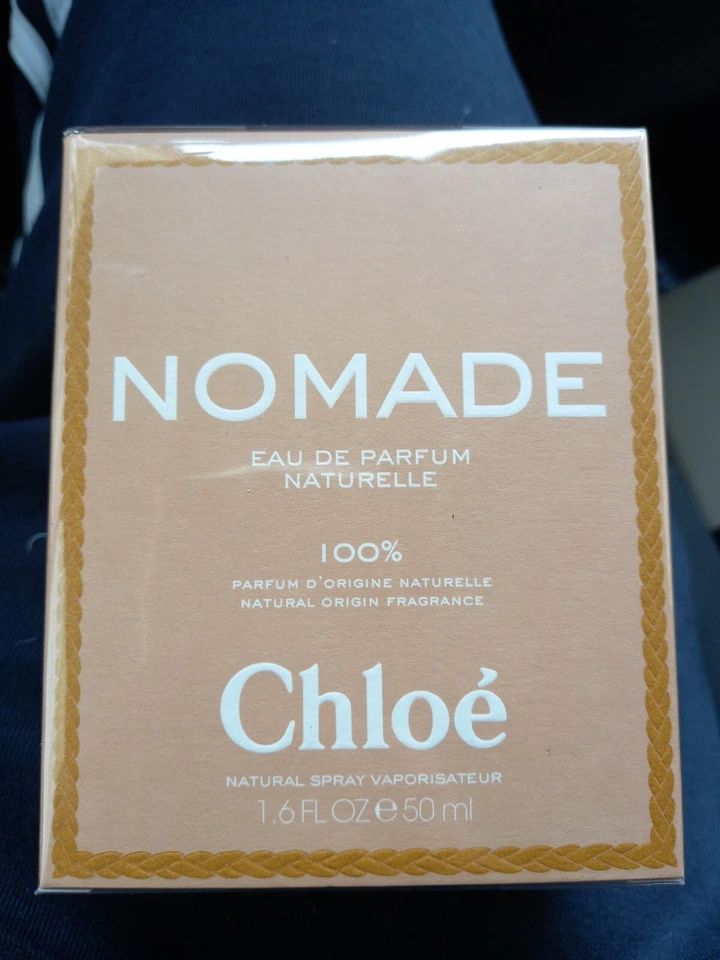 NOMADE
EAU DE PARFUM
NATURELLE
100%
PARFUM D'ORIGINE NATURELLE
NATURAL ORIGIN FRAGRANCE
Chloé
NATURAL SPRAY VAPORISATEUR
1.6 FL OZ e 50 ml